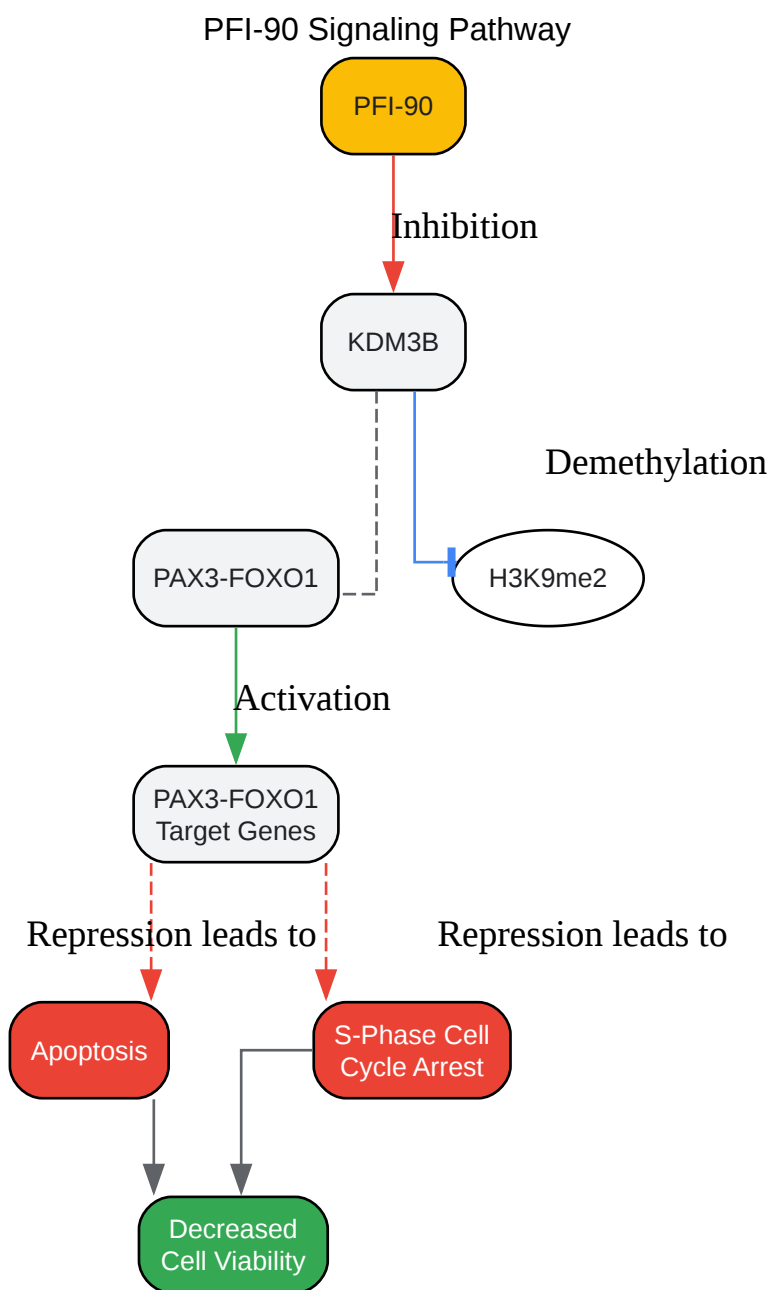 PFI-90 Signaling Pathway
PFI-90
Inhibition
KDM3B
Demethylation
PAX3-FOXO1
H3K9me2
Activation
PAX3-FOXO1
Target Genes
Repression leads to
Repression leads to
Apoptosis
S-Phase Cell
Cycle Arrest
Decreased
Cell Viability